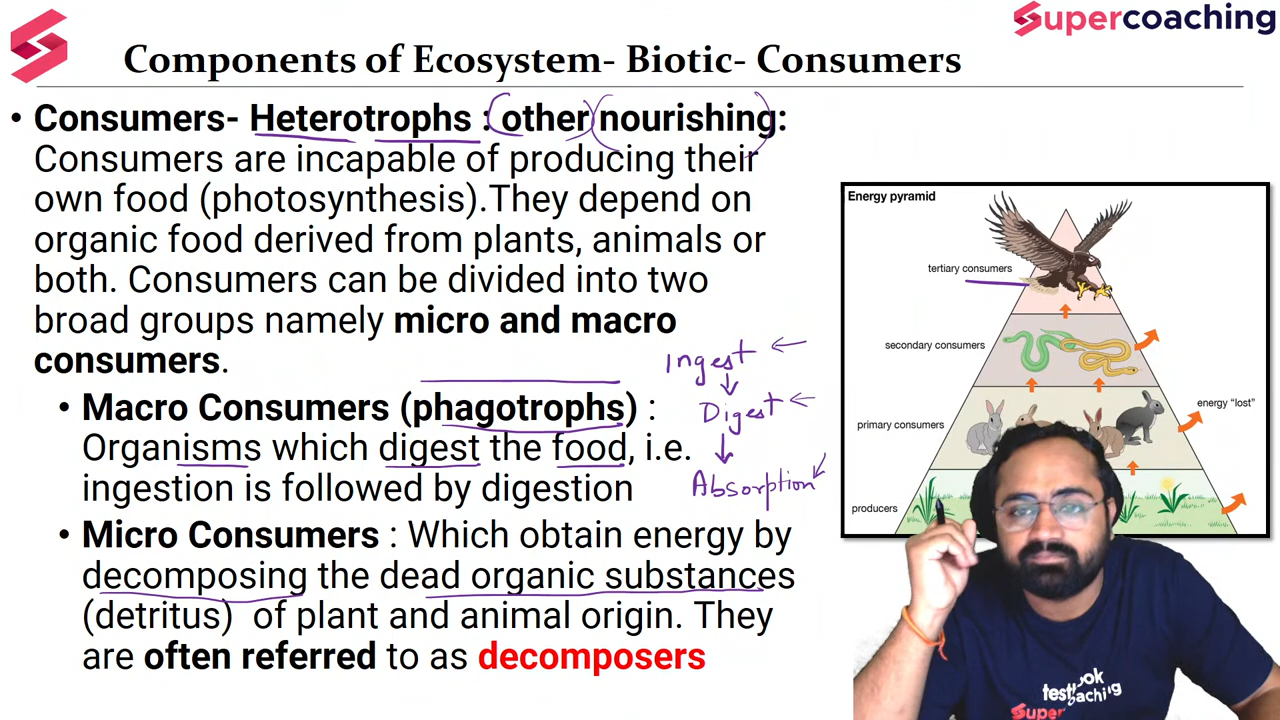 Supercoaching
Components of Ecosystem- Biotic- Consumers
• Consumers- Heterotrophs : other nourishing:
Consumers are incapable of producing their
own food (photosynthesis).They depend on
organic food derived from plants, animals or
both. Consumers can be divided into two
broad groups namely micro and macro
consumers.
• Macro Consumers (phagotrophs) :
Organisms which digest the food, i.e.
ingestion is followed by digestion
• Micro Consumers : Which obtain energy by
decomposing the dead organic substances
(detritus) of plant and animal origin. They
are often referred to as decomposers
Ingest
Digest
Absorption
Energy pyramid
tertiary consumers
secondary consumers
energy “lost”
primary consumers
producers
testbook
Supercoaching